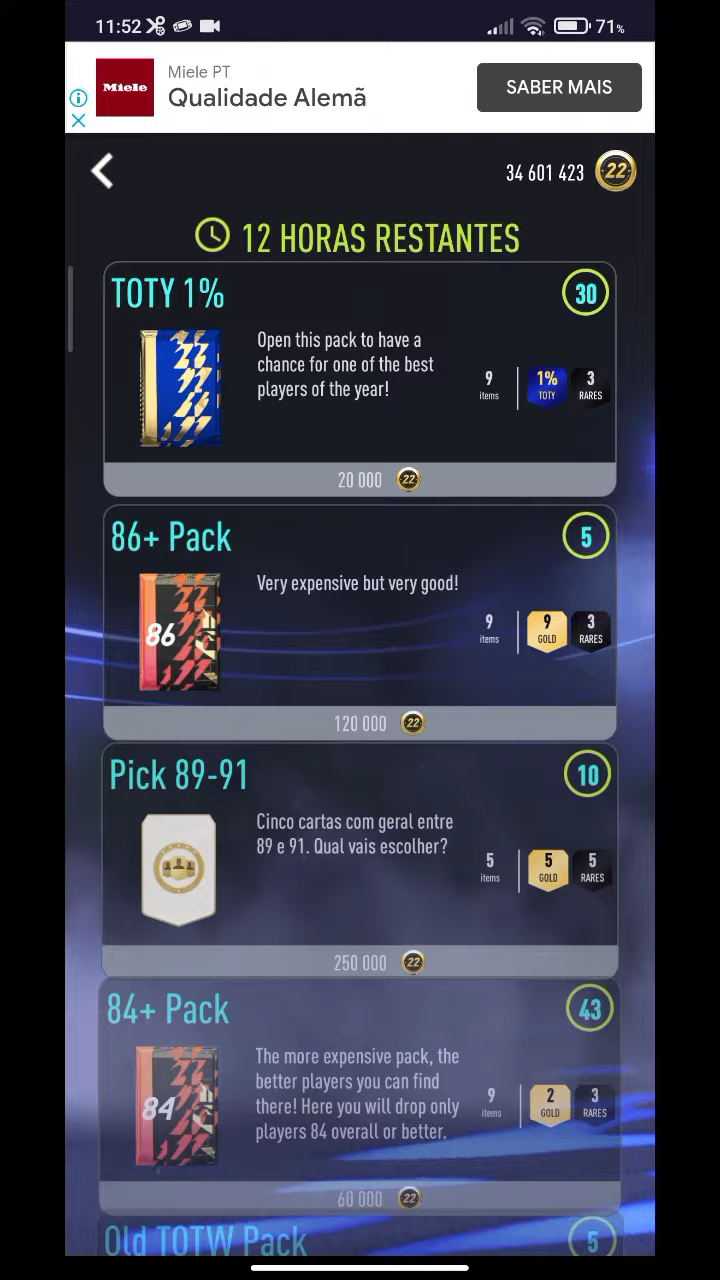 11:52
71%
Miele
Miele PT
Qualidade Alemã
SABER MAIS
34 601 423
22
12 HORAS RESTANTES
TOTY 1%
30
Open this pack to have a
chance for one of the best
players of the year!
9
items
1%
TOTY
3
RARES
20 000
22
86+ Pack
5
86
Very expensive but very good!
9
items
9
GOLD
3
RARES
120 000
22
Pick 89-91
10
Cinco cartas com geral entre
89 e 91. Qual vais escolher?
5
items
5
GOLD
5
RARES
250 000
22
84+ Pack
43
84
The more expensive pack, the
better players you can find
there! Here you will drop only
players 84 overall or better.
9
items
2
GOLD
3
RARES
60 000
22
Old TOTW Pack
5